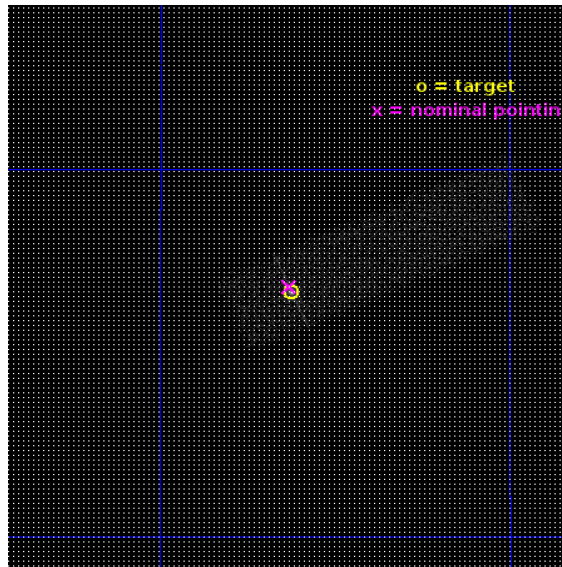 o = target
x = nominal pointin